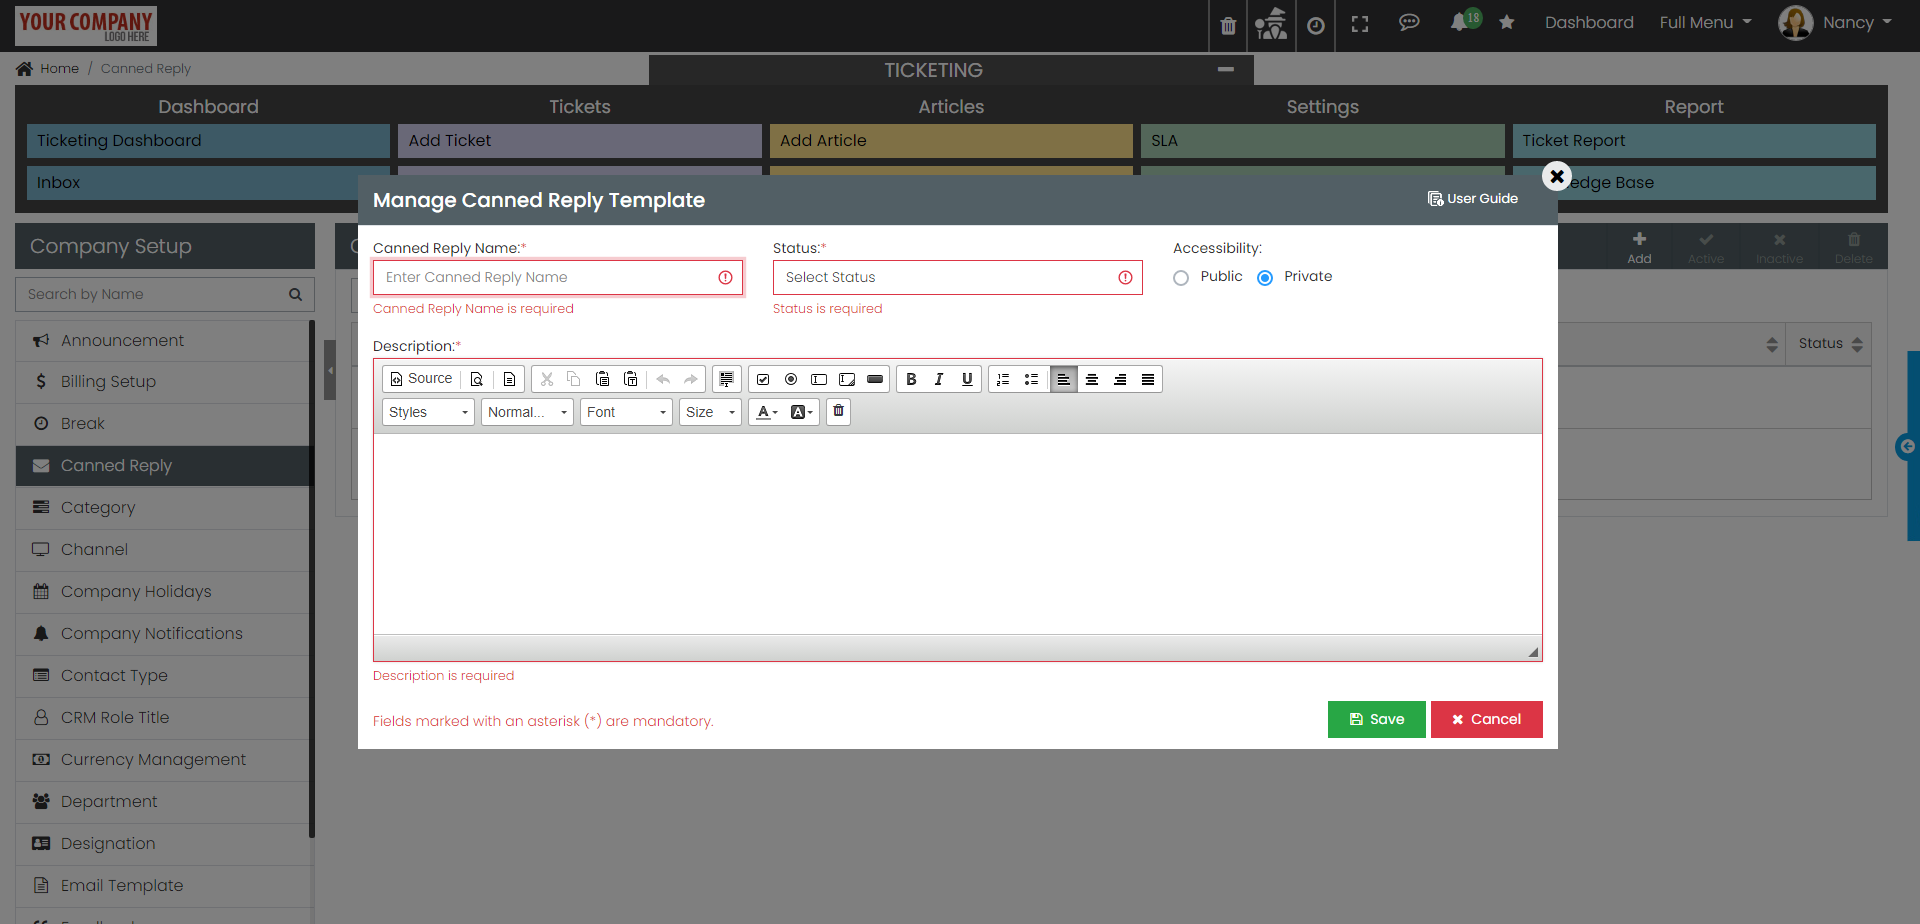 YOUR COMPANY
LOGO HERE
18
Dashboard
Full Menu
Nancy
Home / Canned Reply
TICKETING
Dashboard
Tickets
Articles
Settings
Report
Ticketing Dashboard
Add Ticket
Add Article
SLA
Ticket Report
Inbox
edge Base
Manage Canned Reply Template
User Guide
Company Setup
Add
Active
Inactive
Delete
Search by Name
Status
Announcement
Billing Setup
Break
Canned Reply
Category
Channel
Company Holidays
Company Notifications
Contact Type
CRM Role Title
Currency Management
Department
Designation
Email Template
Canned Reply Name:*
Status:*
Accessibility:
Enter Canned Reply Name
Select Status
Public
Private
Canned Reply Name is required
Status is required
Description:*
Source
Styles
Normal...
Font
Size
Description is required
Fields marked with an asterisk (*) are mandatory.
Save
Cancel